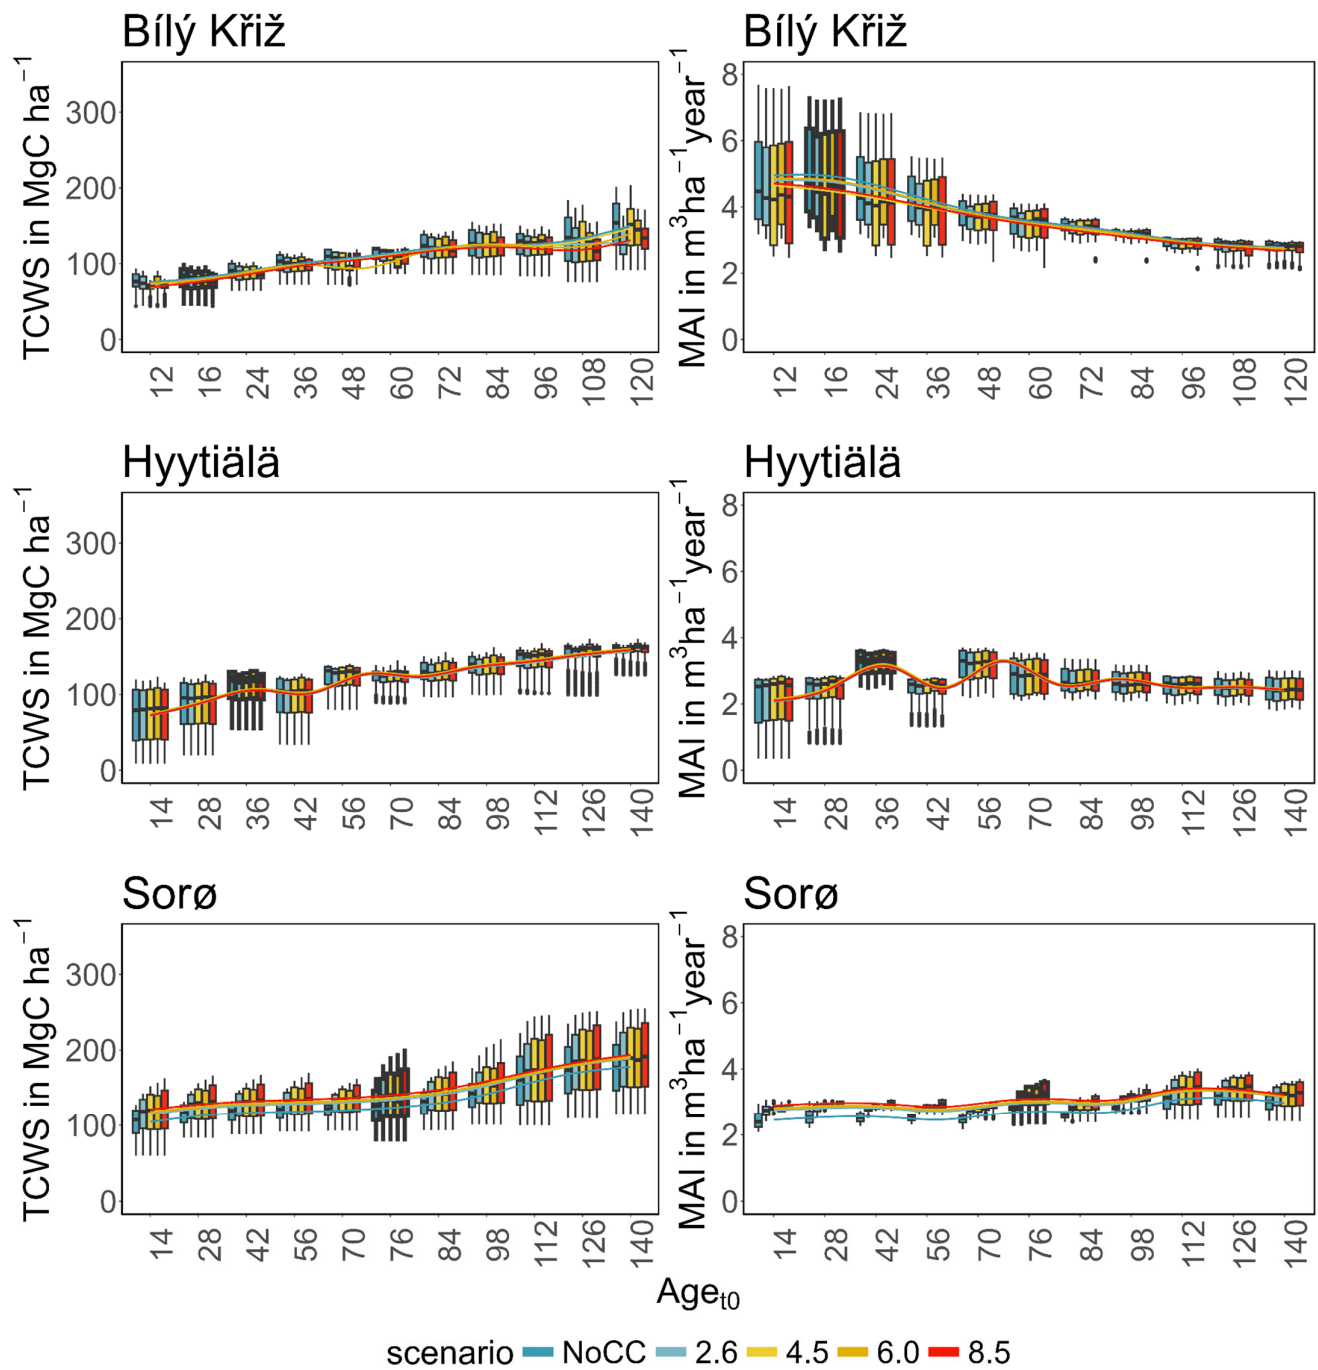 Bílý Křiž
Bílý Křiž
TCWS in MgC ha⁻¹
300
200
100
0
12 16 24 36 48 60 72 84 96 108 120
MAI in m³ha⁻¹year⁻¹
8
6
4
2
0
12 16 24 36 48 60 72 84 96 108 120
Hyytiälä
Hyytiälä
TCWS in MgC ha⁻¹
300
200
100
0
14 28 36 42 56 70 84 98 112 126 140
MAI in m³ha⁻¹year⁻¹
8
6
4
2
0
14 28 36 42 56 70 84 98 112 126 140
Sorø
Sorø
TCWS in MgC ha⁻¹
300
200
100
0
14 28 42 56 70 76 84 98 112 126 140
MAI in m³ha⁻¹year⁻¹
8
6
4
2
0
14 28 42 56 70 76 84 98 112 126 140
Age_t0
scenario NoCC 2.6 4.5 6.0 8.5